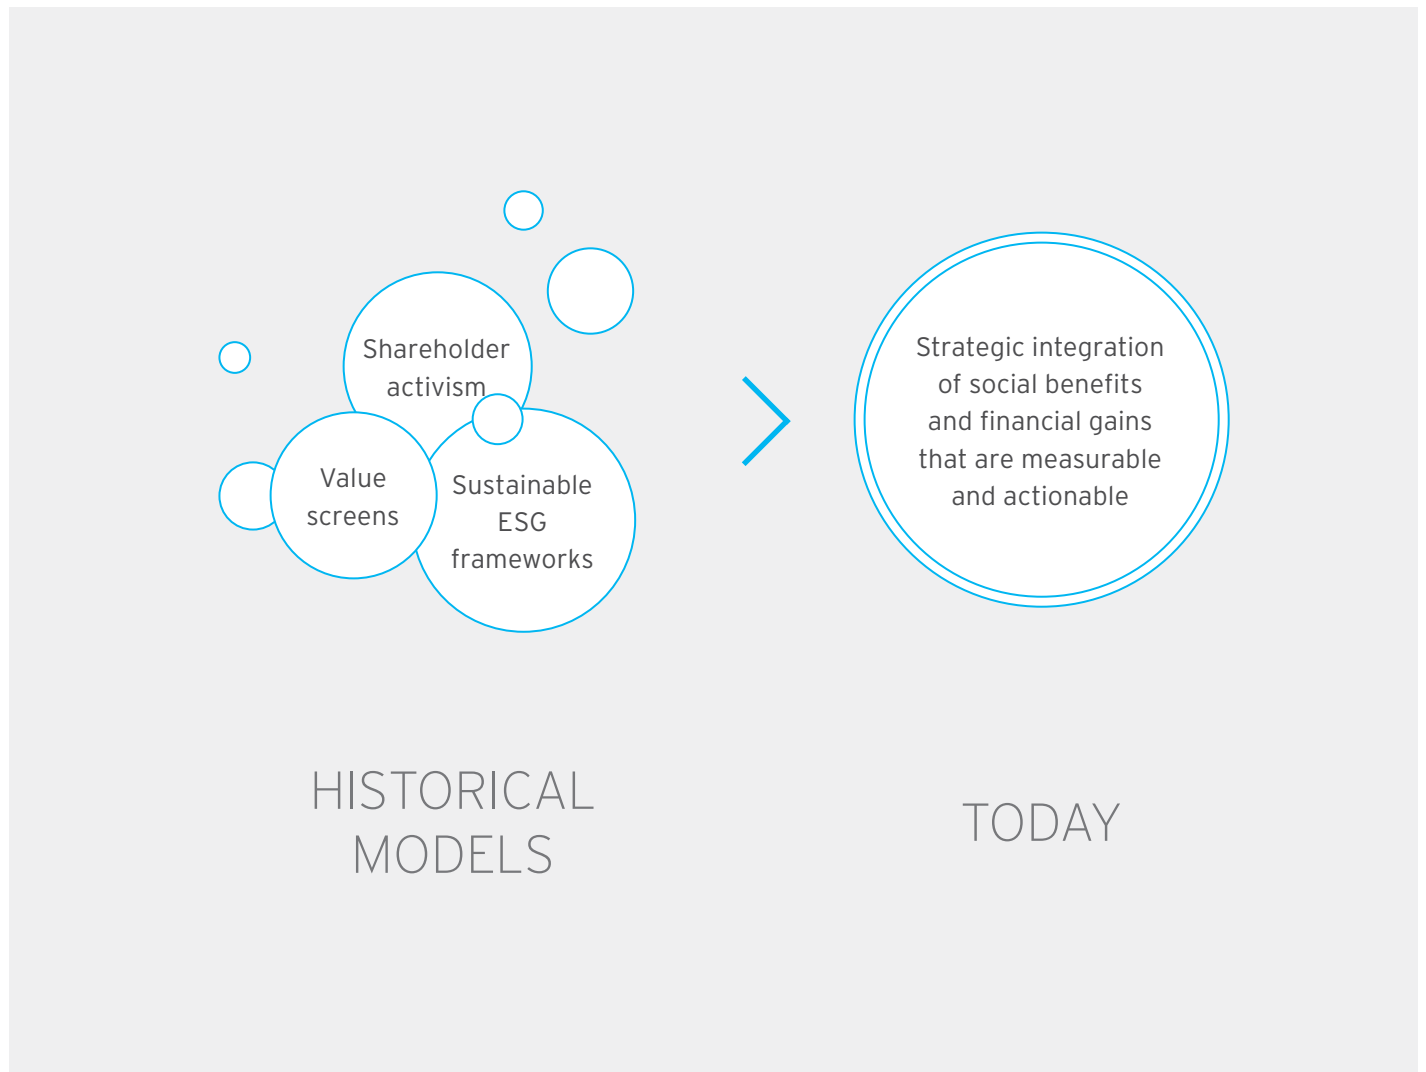 Shareholder
activism
Value
screens
Sustainable
ESG
frameworks
HISTORICAL
MODELS
Strategic integration
of social benefits
and financial gains
that are measurable
and actionable
TODAY